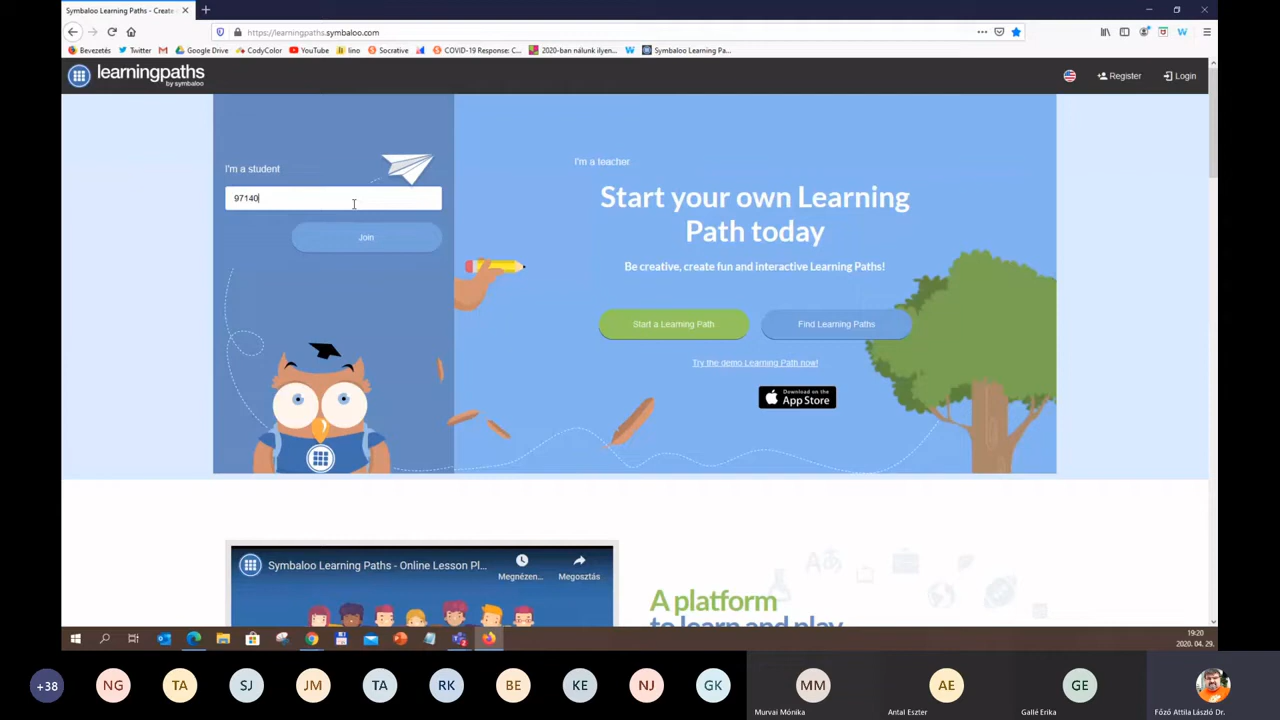 Symbaloo Learning Paths - Create
https://learningpaths.symbaloo.com
Bevezetés
Twitter
Google Drive
CodyColor
YouTube
lino
Socrative
COVID-19 Response: C...
2020-ban nálunk ilyen...
Symbaloo Learning Pa...
learningpaths
by symbaloo
Register
Login
I'm a student
97140
Join
I'm a teacher
Start your own Learning
Path today
Be creative, create fun and interactive Learning Paths!
Start a Learning Path
Find Learning Paths
Try the demo Learning Path now!
Download on the
App Store
Symbaloo Learning Paths - Online Lesson Pl...
Megnézen...
Megosztás
A platform
to learn and play
19:20
2020. 04. 29.
+38
NG
TA
SJ
JM
TA
RK
BE
KE
NJ
GK
MM
AE
GE
Murvai Mónika
Antal Eszter
Gallé Erika
Főző Attila László Dr.